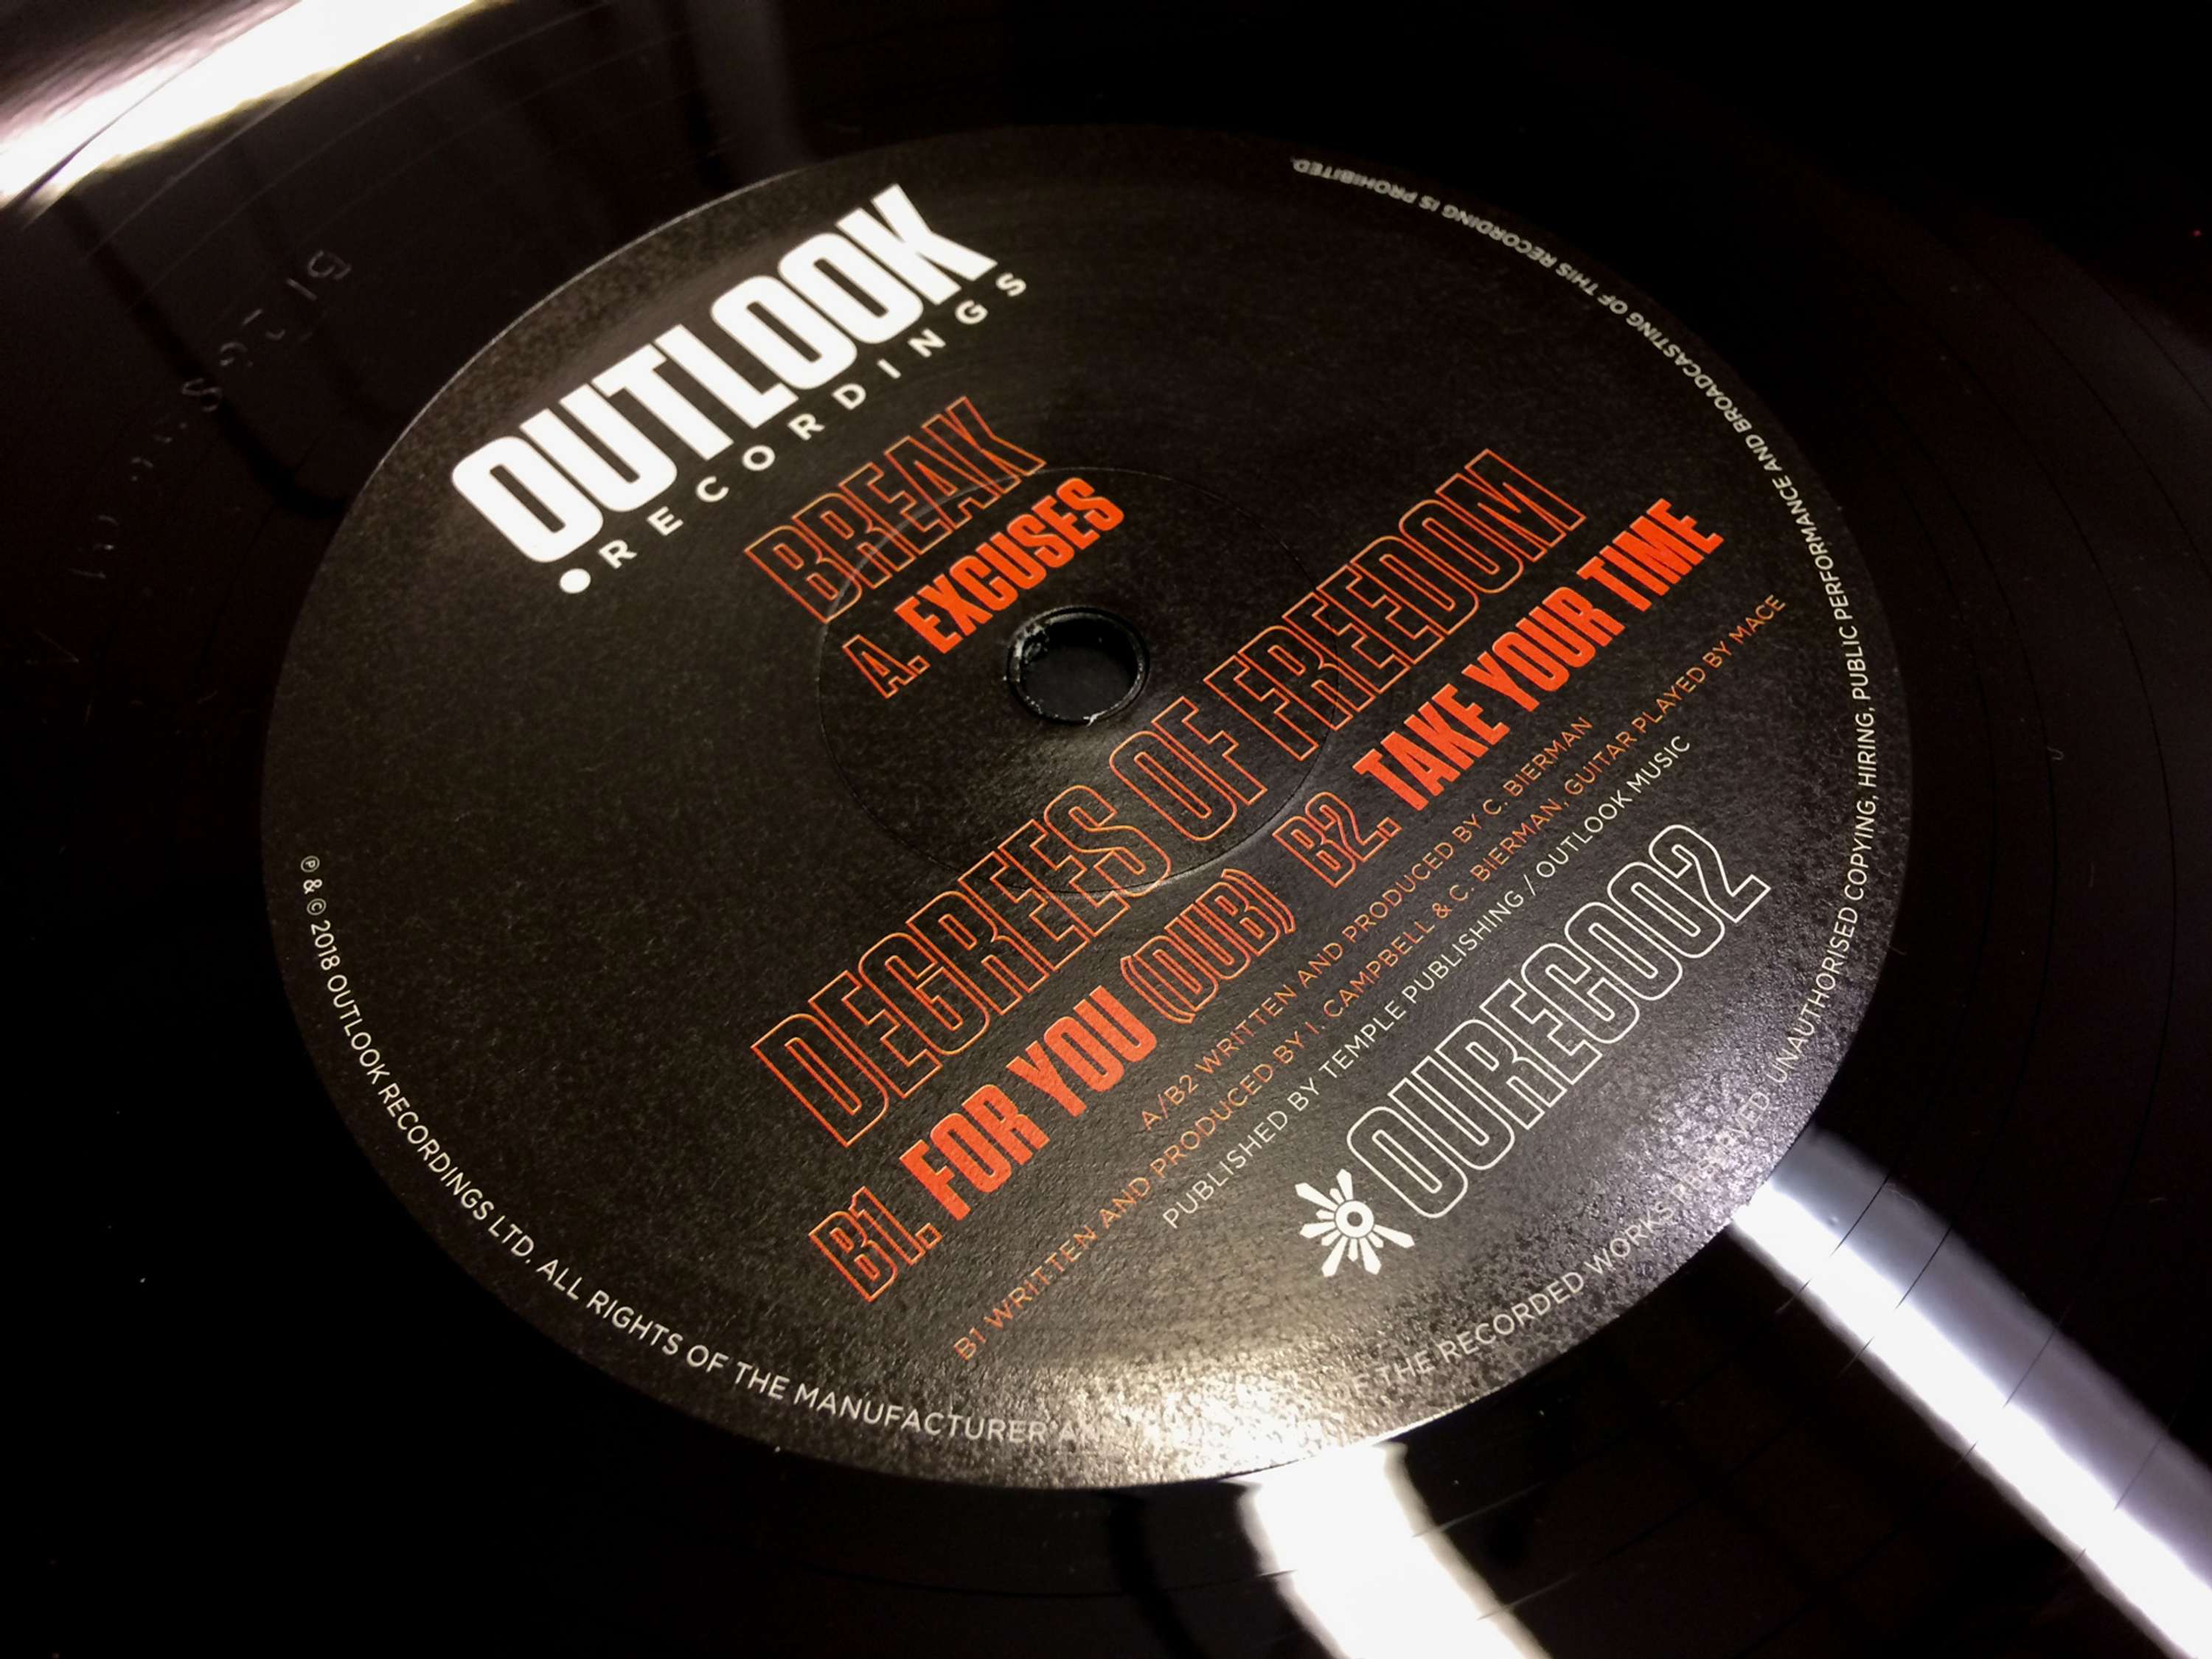 OUTLOOK
RECORDINGS
BREAK
A. EXCUSES
DEGREES OF FREEDOM
B1. FOR YOU (DUB) B2. TAKE YOUR TIME
A/B2 WRITTEN AND PRODUCED BY C. BIERMAN
B1 WRITTEN AND PRODUCED BY I. CAMPBELL & C. BIERMAN, GUITAR PLAYED BY MACE
PUBLISHED BY TEMPLE PUBLISHING / OUTLOOK MUSIC
OUREC002
℗ & © 2018 OUTLOOK RECORDINGS LTD. ALL RIGHTS OF THE MANUFACTURER OF THE RECORDED WORKS RESERVED. UNAUTHORISED COPYING, HIRING, PUBLIC PERFORMANCE AND BROADCASTING OF THIS RECORDING IS PROHIBITED.